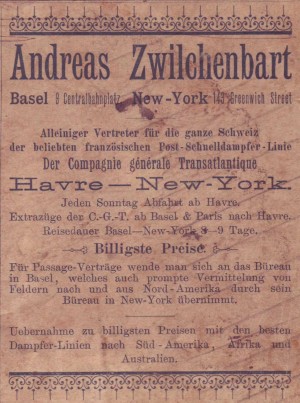 Andreas Zwilchenbart
Basel 9 Centralbahnplatz New-York 113 Greenwich Street
Alleiniger Vertreter für die ganze Schweiz
der beliebten französischen Post-Schnelldampfer-Linie
Der Compagnie générale Transatlantique
Havre — New-York.
Jeden Sonntag Abfahrt ab Havre.
Extrazüge der C.-G.-T. ab Basel & Paris nach Havre.
Reisedauer Basel—New-York 8—9 Tage.
Billigste Preise.
Für Passage-Verträge wende man sich an das Büreau
in Basel, welches auch prompte Vermittelung von
Feldern nach und aus Nord-Amerika durch sein
Büreau in New-York übernimmt.
Uebernahme zu billigsten Preisen mit den besten
Dampfer-Linien nach Süd-Amerika, Afrika und
Australien.